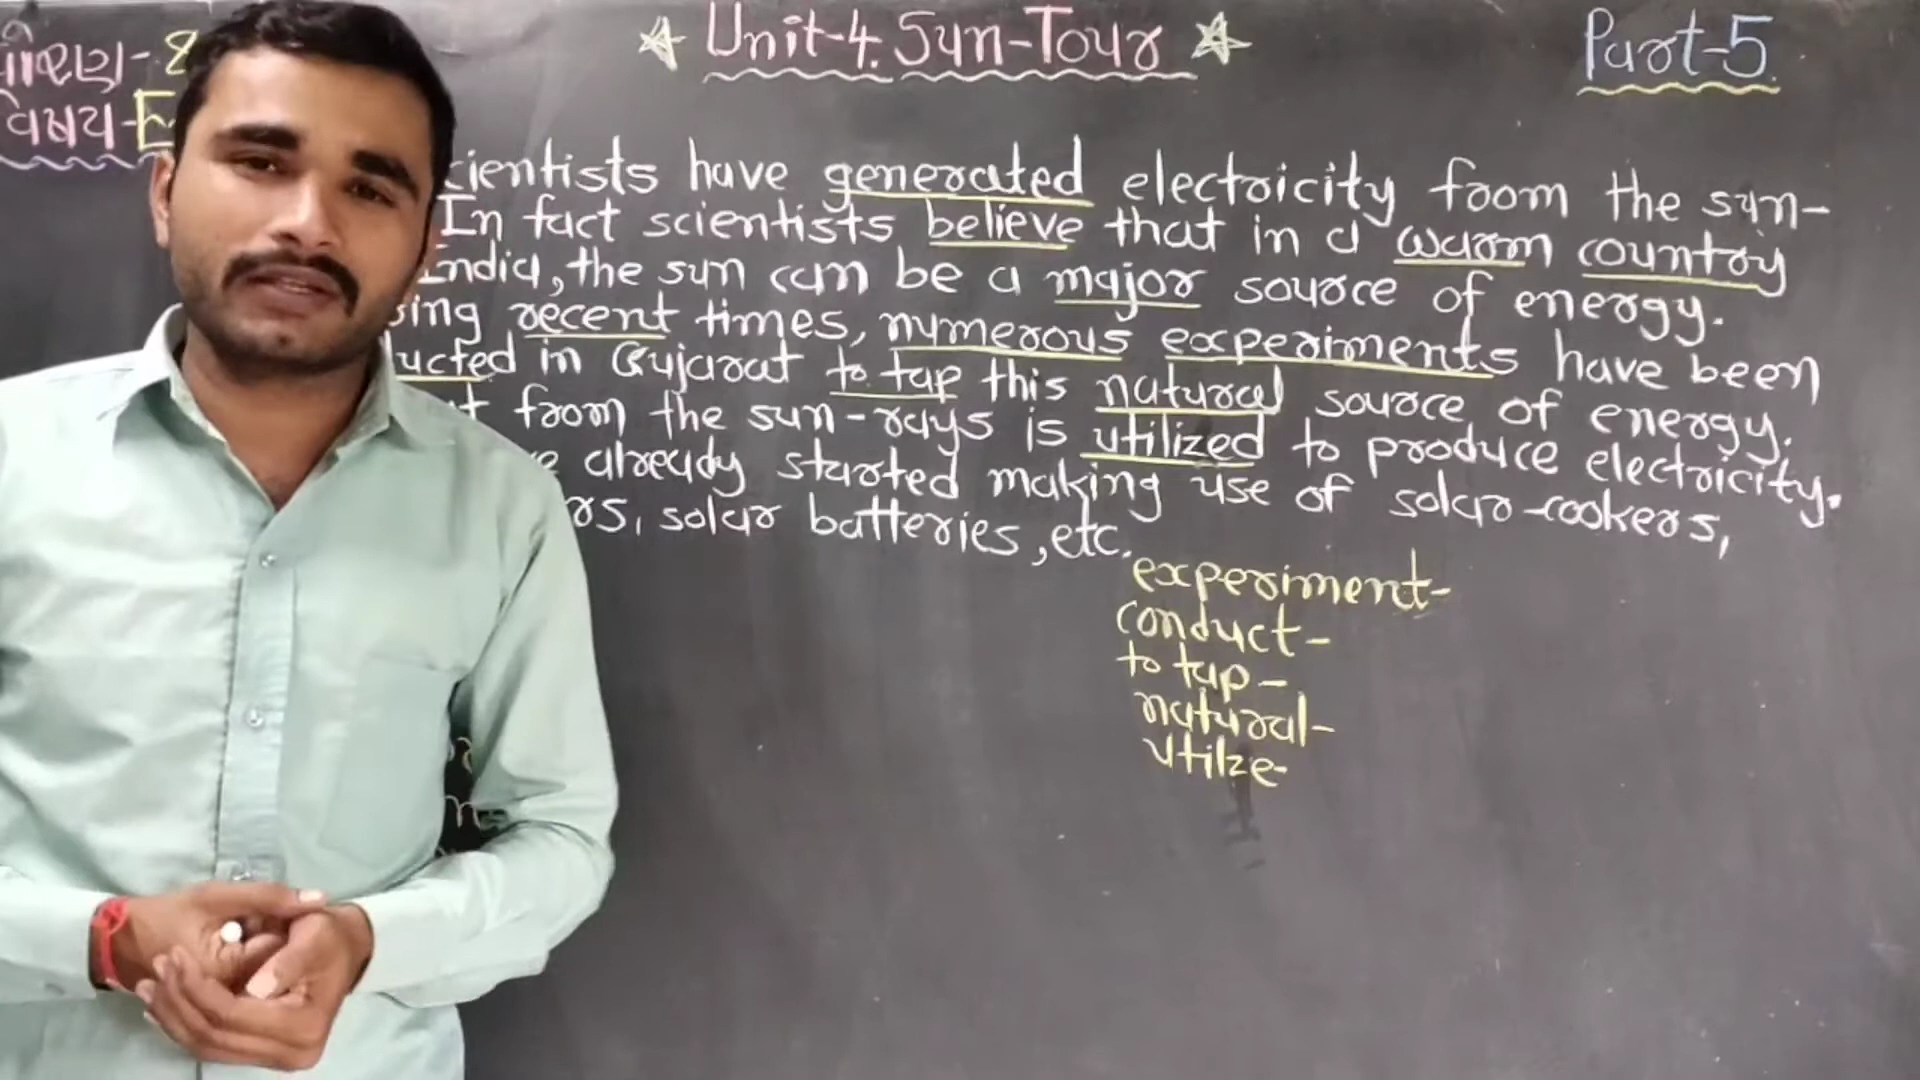 ધોરણ-8
વિષય-E
Unit-4. Sun-Tour
Part-5
cientists have generated electricity from the sun-
In fact scientists believe that in a warm country
India, the sun can be a major source of energy.
ring recent times, numerous experiments have been
ucted in Gujarat to tap this natural source of energy.
from the sun-rays is utilized to produce electricity.
already started making use of solar-cookers,
rs, solar batteries, etc.
experiment-
conduct-
to tap-
natural-
utilze-